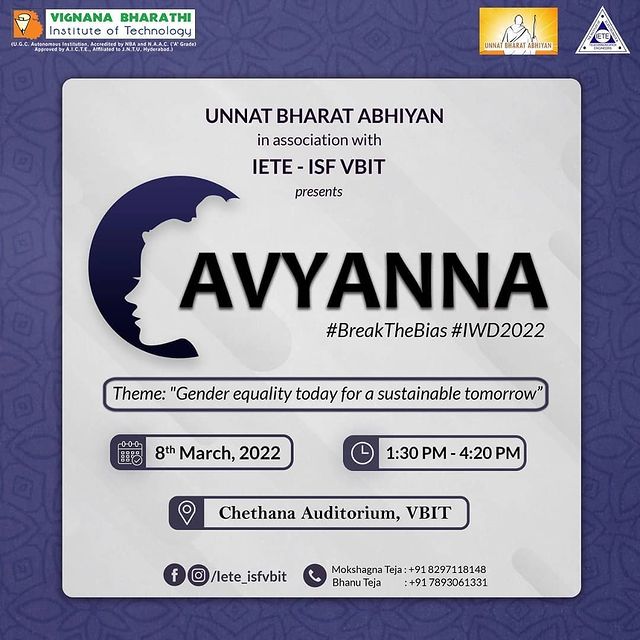 VIGNANA BHARATHI
Institute of Technology
(U.G.C. Autonomous Institution, Accredited by NBA and N.A.A.C. ('A' Grade)
Approved by A.I.C.T.E., Affiliated to J.N.T.U, Hyderabad.)
UNNAT BHARAT ABHIYAN
IETE
UNNAT BHARAT ABHIYAN
in association with
IETE - ISF VBIT
presents
AVYANNA
#BreakTheBias #IWD2022
Theme: "Gender equality today for a sustainable tomorrow”
8th March, 2022
1:30 PM - 4:20 PM
Chethana Auditorium, VBIT
/Iete_isfvbit
Mokshagna Teja : +91 8297118148
Bhanu Teja : +91 7893061331